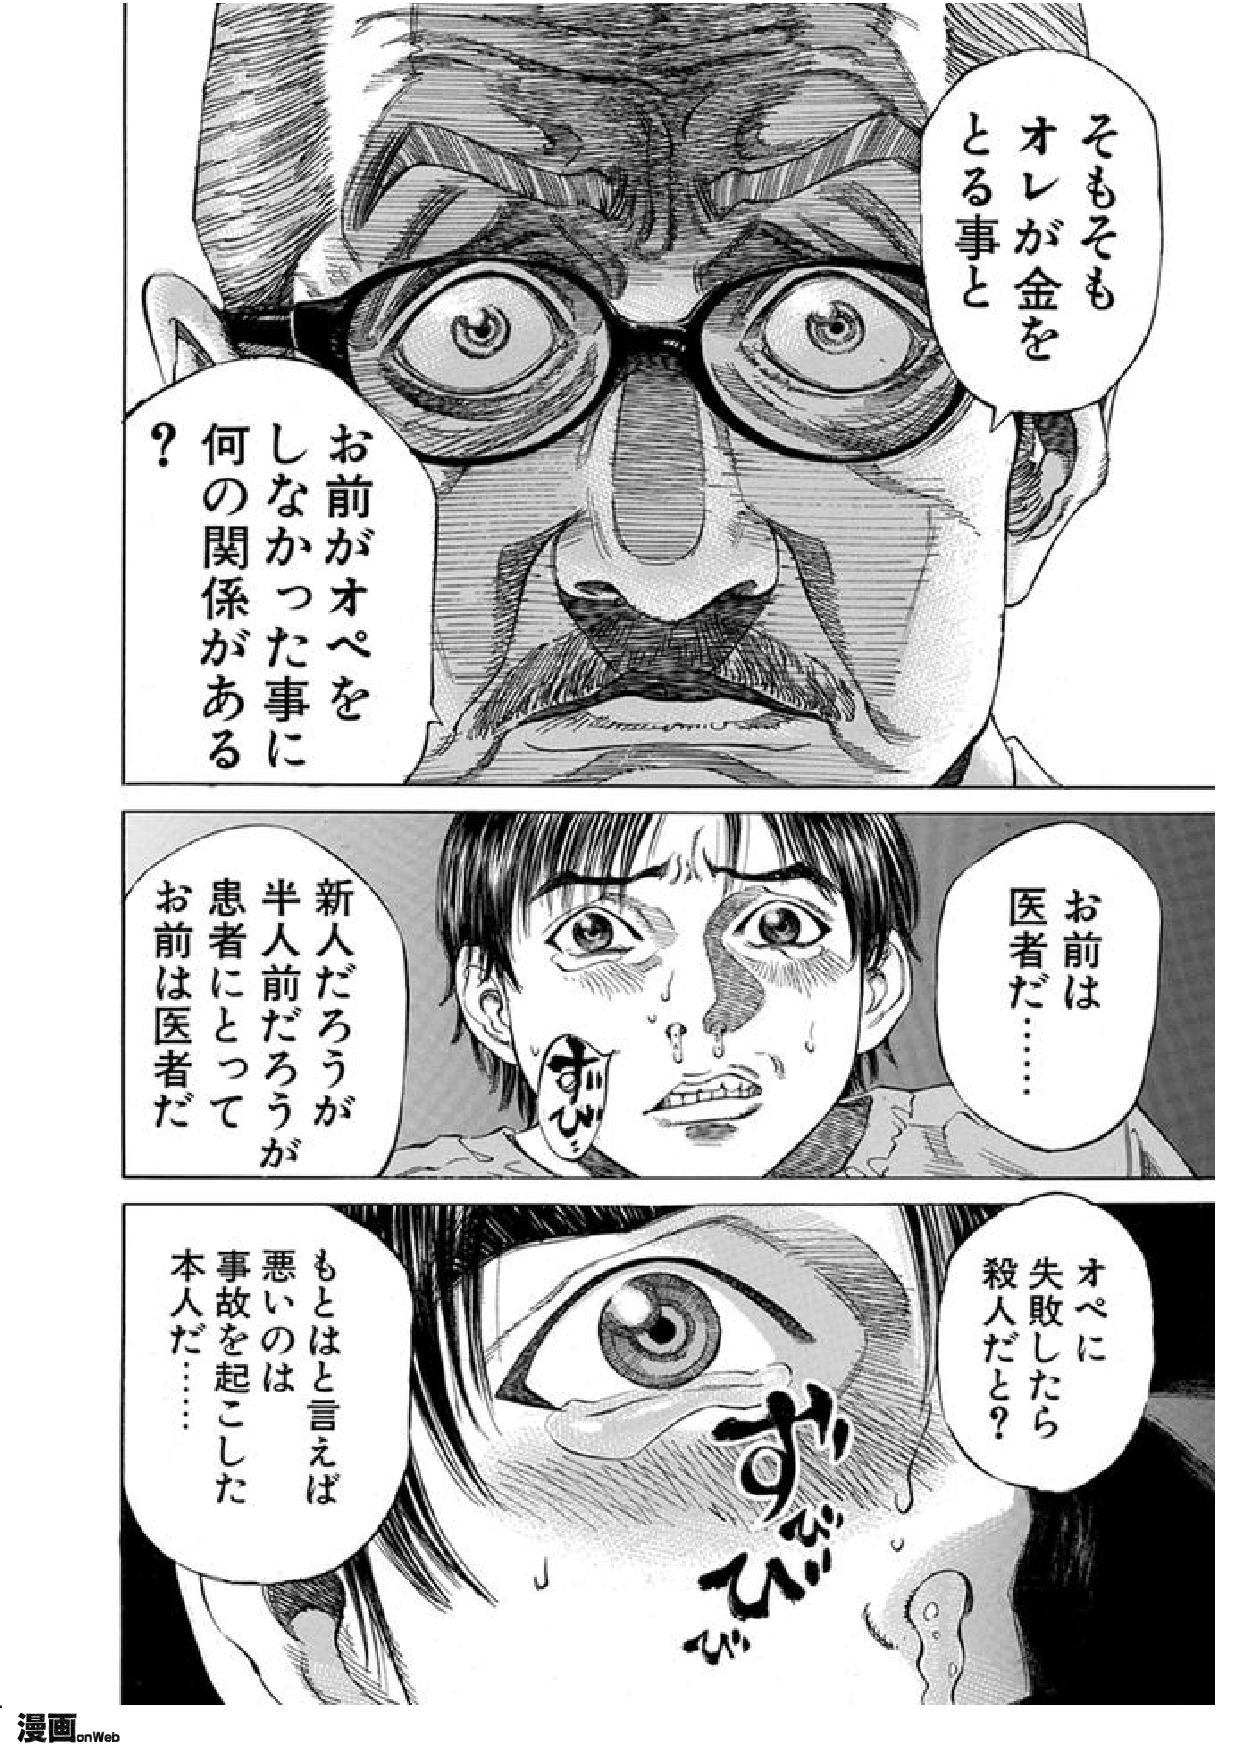 そもそも
オレが金を
とる事と
お前がオペを
しなかった事に
何の関係がある
？
お前は
医者だ……
新人だろうが
半人前だろうが
患者にとって
お前は医者だ
ずび
オペに
失敗したら
殺人だと？
もとはと言えば
悪いのは
事故を起こした
本人だ……
ずびびびび
漫画onWeb